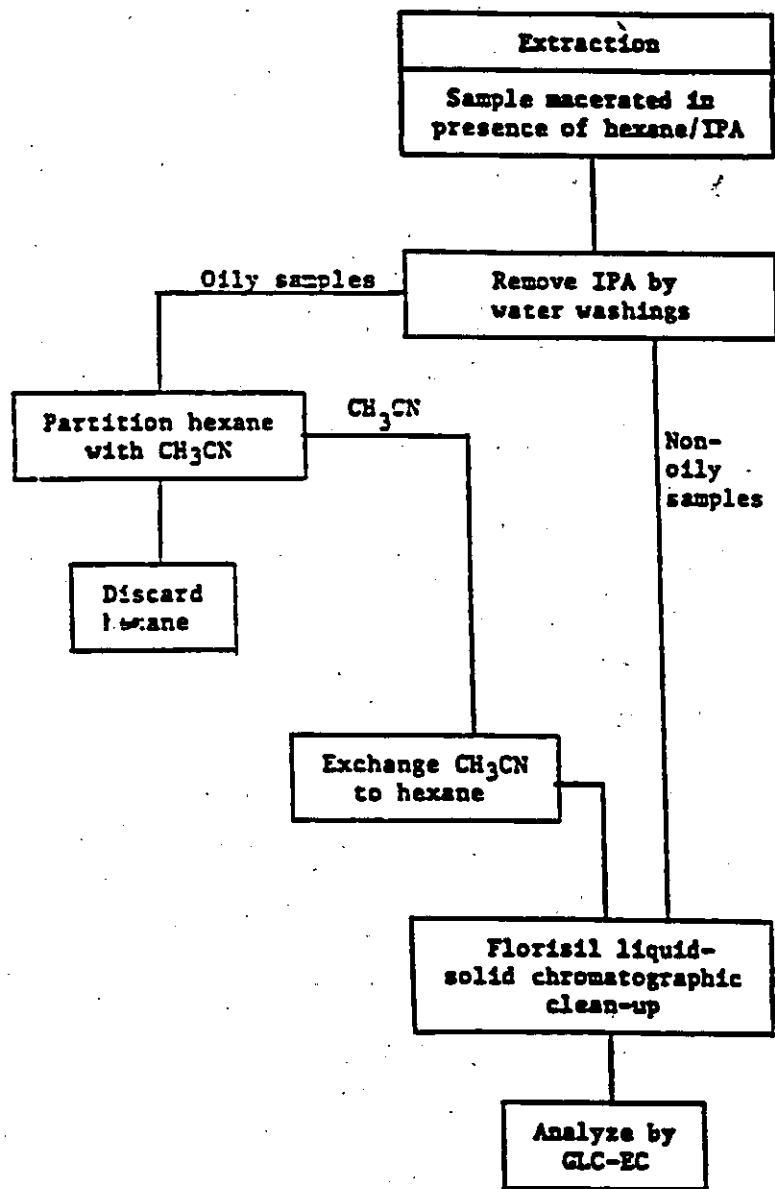 Extraction
Sample macerated in
presence of hexane/IPA
Remove IPA by
water washings
Oily samples
Partition hexane
with CH₃CN
CH₃CN
Non-
oily
samples
Discard
hexane
Exchange CH₃CN
to hexane
Florisil liquid-
solid chromatographic
clean-up
Analyze by
GLC-EC